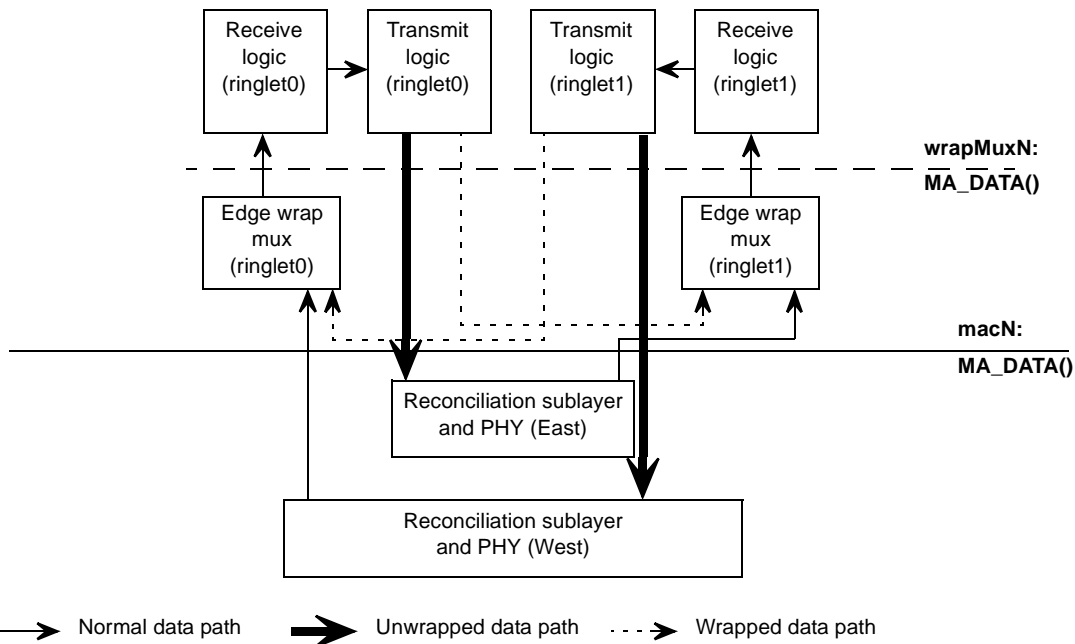 Receive
logic
(ringlet0)
Transmit
logic
(ringlet0)
Transmit
logic
(ringlet1)
Receive
logic
(ringlet1)
wrapMuxN:
MA_DATA()
Edge wrap
mux
(ringlet0)
Edge wrap
mux
(ringlet1)
macN:
MA_DATA()
Reconciliation sublayer
and PHY (East)
Reconciliation sublayer
and PHY (West)
Normal data path
Unwrapped data path
Wrapped data path